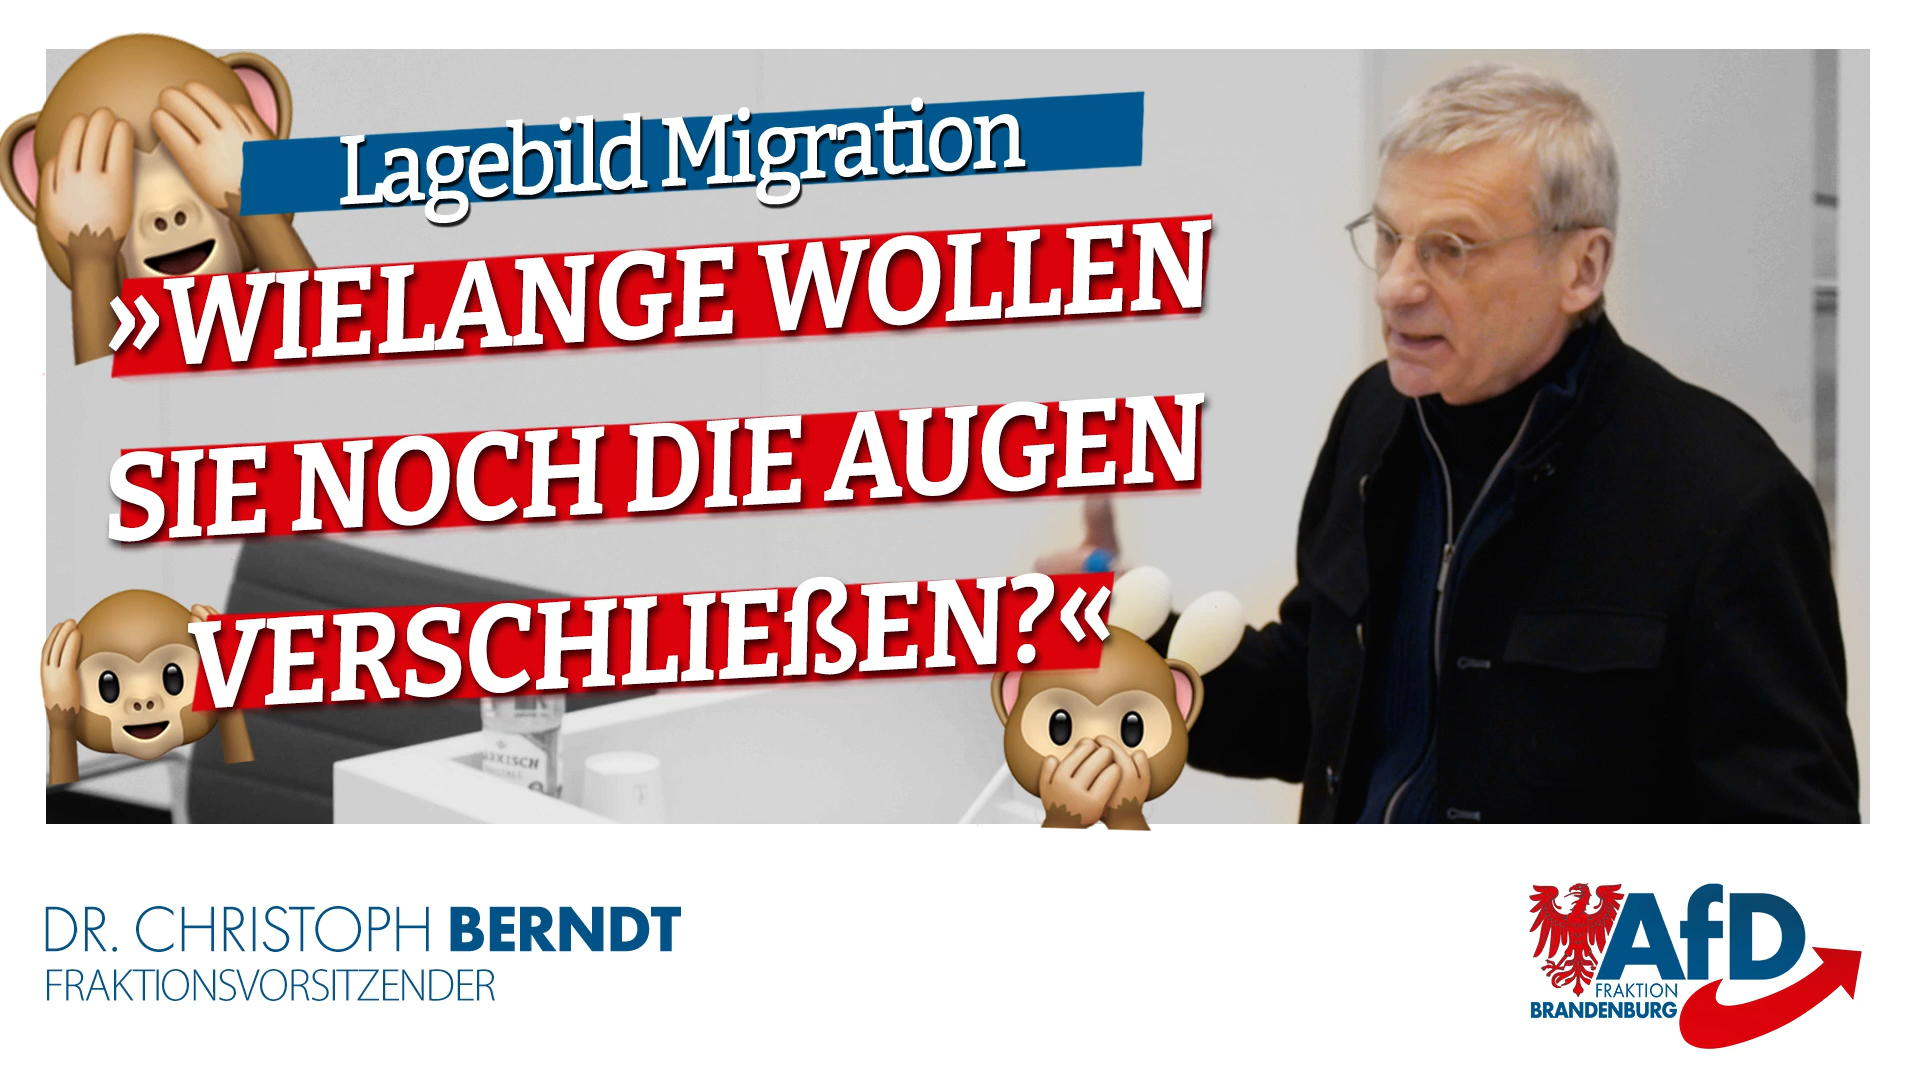 Lagebild Migration
»WIELANGE WOLLEN
SIE NOCH DIE AUGEN
VERSCHLIEßEN?«
DR. CHRISTOPH BERNDT
FRAKTIONSVORSITZENDER
AfD
FRAKTION
BRANDENBURG